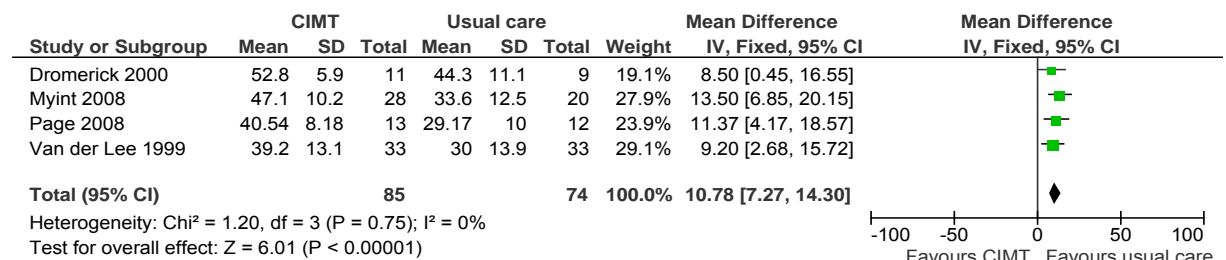 CIMT Usual care Mean Difference Mean Difference
Study or Subgroup Mean SD Total Mean SD Total Weight IV, Fixed, 95% CI IV, Fixed, 95% CI
Dromerick 2000 52.8 5.9 11 44.3 11.1 9 19.1% 8.50 [0.45, 16.55]
Myint 2008 47.1 10.2 28 33.6 12.5 20 27.9% 13.50 [6.85, 20.15]
Page 2008 40.54 8.18 13 29.17 10 12 23.9% 11.37 [4.17, 18.57]
Van der Lee 1999 39.2 13.1 33 30 13.9 33 29.1% 9.20 [2.68, 15.72]
Total (95% CI) 85 74 100.0% 10.78 [7.27, 14.30]
Heterogeneity: Chi² = 1.20, df = 3 (P = 0.75); I² = 0%
Test for overall effect: Z = 6.01 (P < 0.00001)
-100 -50 0 50 100
Favours CIMT Favours usual care